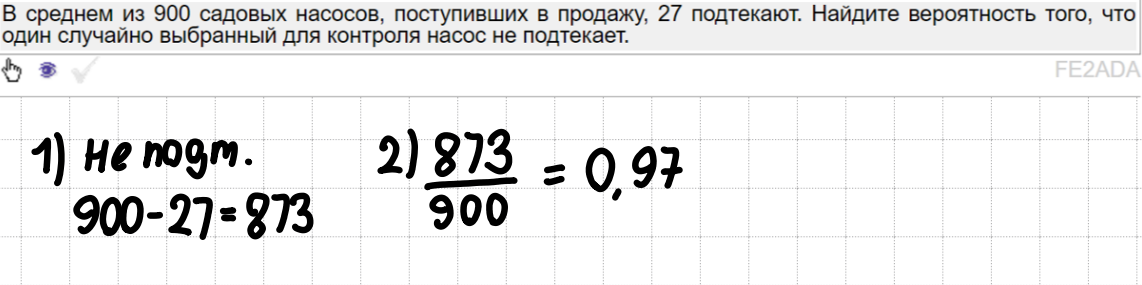 В среднем из 900 садовых насосов, поступивших в продажу, 27 подтекают. Найдите вероятность того, что
один случайно выбранный для контроля насос не подтекает.
FE2ADA
1) не подт.
900-27=873
2) 873/900 = 0,97